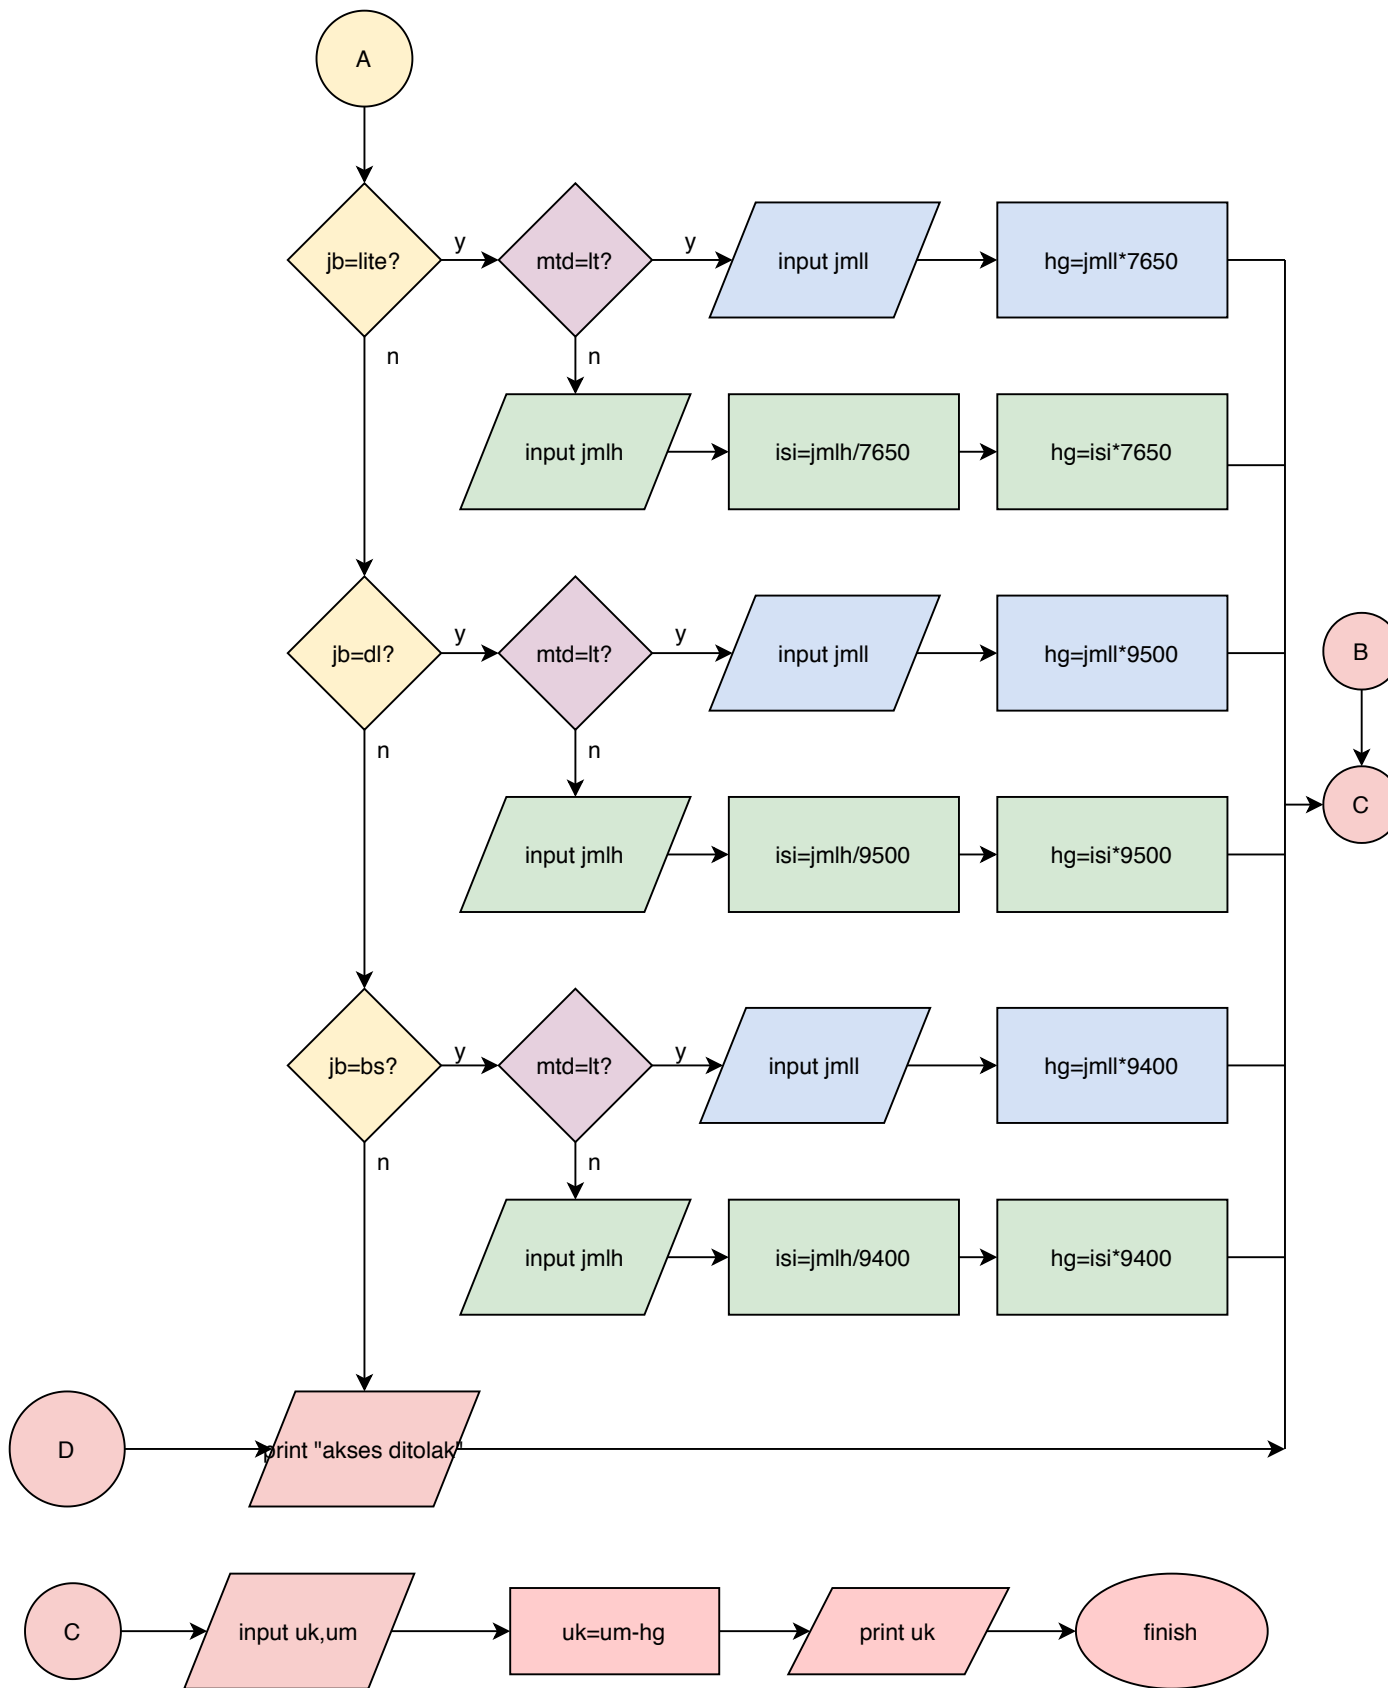 A
jb=lite?
y
mtd=lt?
y
input jmll
hg=jmll*7650
n
n
input jmlh
isi=jmlh/7650
hg=isi*7650
jb=dl?
y
mtd=lt?
y
input jmll
hg=jmll*9500
B
n
n
C
input jmlh
isi=jmlh/9500
hg=isi*9500
jb=bs?
y
mtd=lt?
y
input jmll
hg=jmll*9400
n
n
input jmlh
isi=jmlh/9400
hg=isi*9400
D
print "akses ditolak"
C
input uk,um
uk=um-hg
print uk
finish